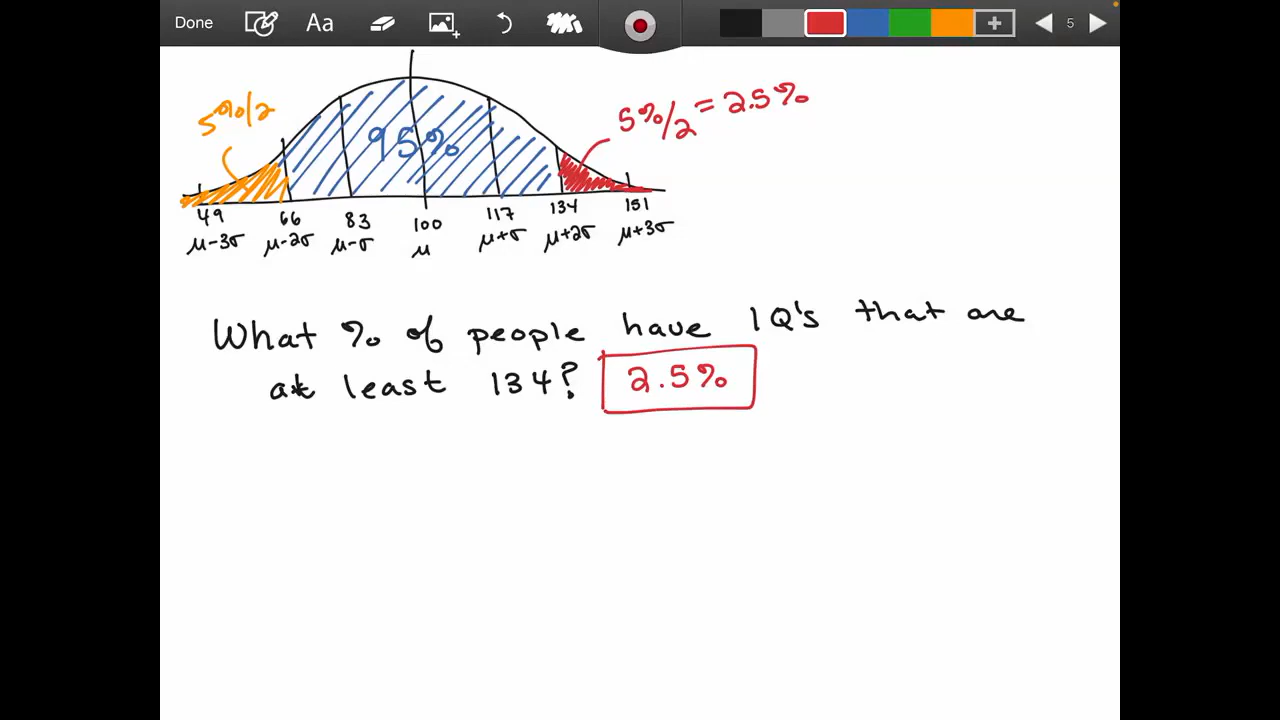 Done Aa 5
5%/2
95%
5%/2 = 2.5%
49 66 83 100 117 134 151
μ-3σ μ-2σ μ-σ μ μ+σ μ+2σ μ+3σ
What % of people have IQ's that are
at least 134? 2.5%